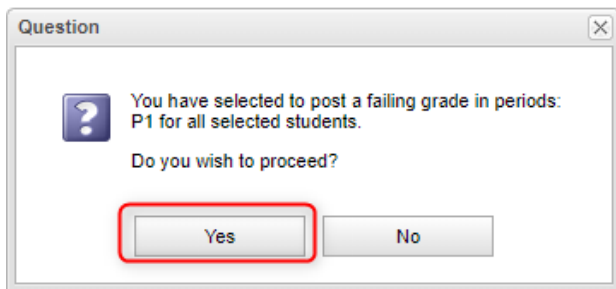 Question
You have selected to post a failing grade in periods:
P1 for all selected students.
Do you wish to proceed?
Yes
No